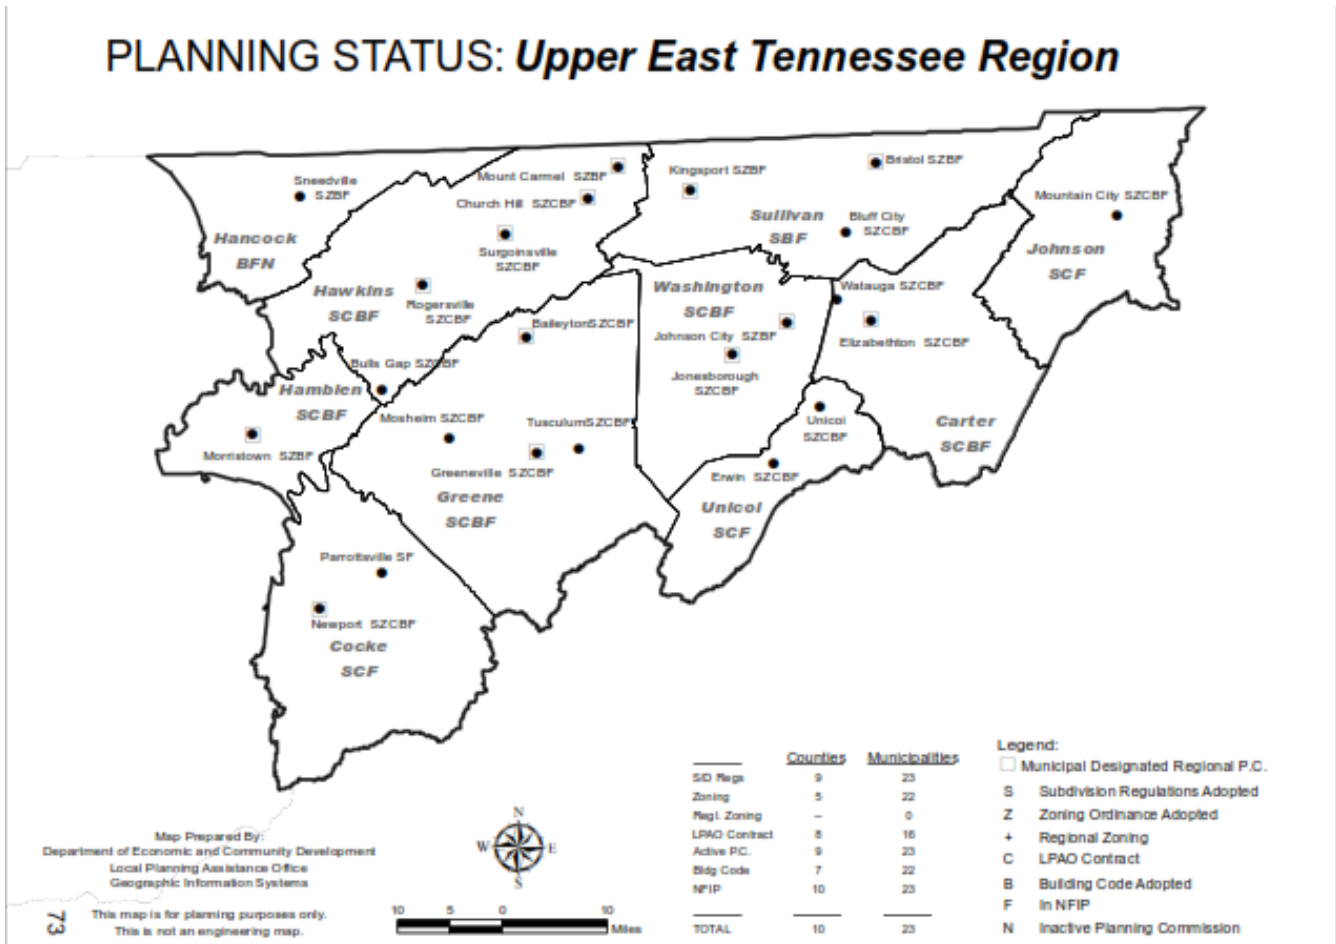 PLANNING STATUS: Upper East Tennessee Region
Sneedville
SZBF
Hancock
BFN
Mount Carmel SZBF
Church Hill SZCBF
Surgoinsville
SZCBF
Hawkins
SCBF
Rogersville
SZCBF
Bulls Gap SZCBF
Kingsport SZBF
Bristol SZBF
Sullivan
SBF
Bluff City
SZCBF
Mountain City SZCBF
Johnson
SCF
Washington
SCBF
Johnson City SZBF
Jonesborough
SZCBF
Watauga SZCBF
Elizabethton SZCBF
Carter
SCBF
BaileytonSZCBF
Hamblen
SCBF
Morristown SZBF
Mosheim SZCBF
TusculumSZCBF
Greeneville SZCBF
Greene
SCBF
Unicoi
SZCBF
Erwin SZCBF
Unicoi
SCF
Parrottsville SF
Newport SZCBF
Cocke
SCF
Map Prepared By:
Department of Economic and Community Development
Local Planning Assistance Office
Geographic Information Systems
This map is for planning purposes only.
This is not an engineering map.
73
N
W E
S
10 5 0 10
Miles
Counties Municipalities
S/D Regs 9 23
Zoning 5 22
Regl. Zoning -- 0
LPAO Contract 8 16
Active P.C. 9 23
Bldg Code 7 22
NFIP 10 23
TOTAL 10 23
Legend:
Municipal Designated Regional P.C.
S Subdivision Regulations Adopted
Z Zoning Ordinance Adopted
+ Regional Zoning
C LPAO Contract
B Building Code Adopted
F In NFIP
N Inactive Planning Commission